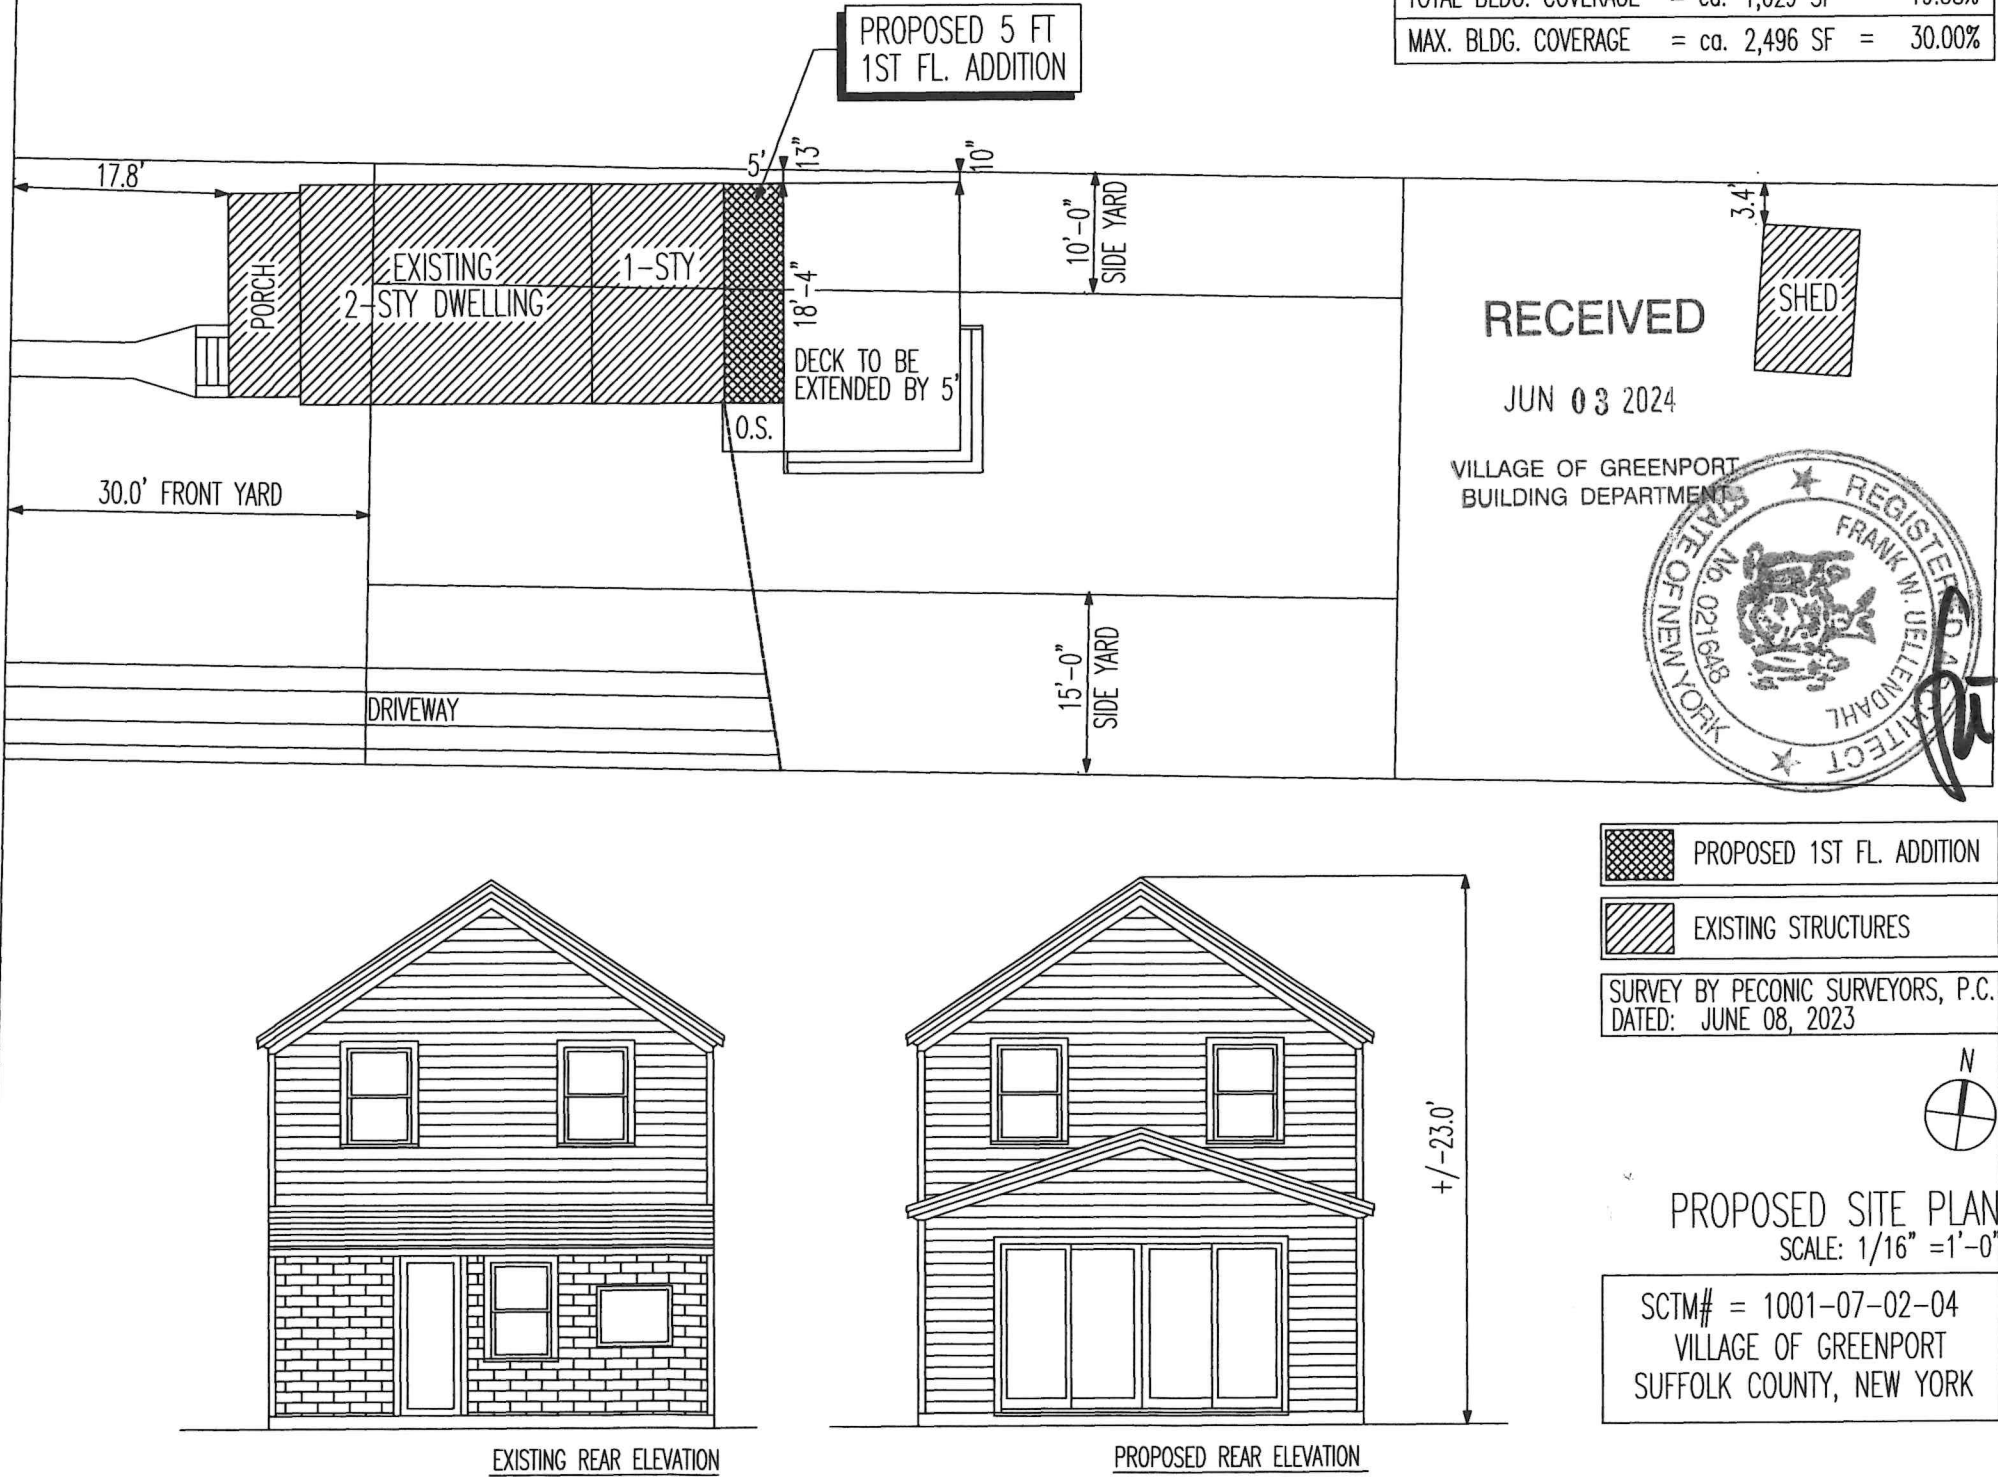 MAX. BLDG. COVERAGE = ca. 2,496 SF = 30.00%
PROPOSED 5 FT
1ST FL. ADDITION
17.8'
5'
13"
10"
PORCH
EXISTING
2-STY DWELLING
1-STY
18'-4"
DECK TO BE
EXTENDED BY 5'
O.S.
10'-0"
SIDE YARD
3.4'
SHED
RECEIVED
JUN 03 2024
VILLAGE OF GREENPORT
BUILDING DEPARTMENT
REGISTERED ARCHITECT
STATE OF NEW YORK
FRANK W. UELLENDAHL
No. 021648
30.0' FRONT YARD
DRIVEWAY
15'-0"
SIDE YARD
PROPOSED 1ST FL. ADDITION
EXISTING STRUCTURES
SURVEY BY PECONIC SURVEYORS, P.C.
DATED: JUNE 08, 2023
N
+/-23.0'
PROPOSED SITE PLAN
SCALE: 1/16" =1'-0"
SCTM# = 1001-07-02-04
VILLAGE OF GREENPORT
SUFFOLK COUNTY, NEW YORK
EXISTING REAR ELEVATION
PROPOSED REAR ELEVATION